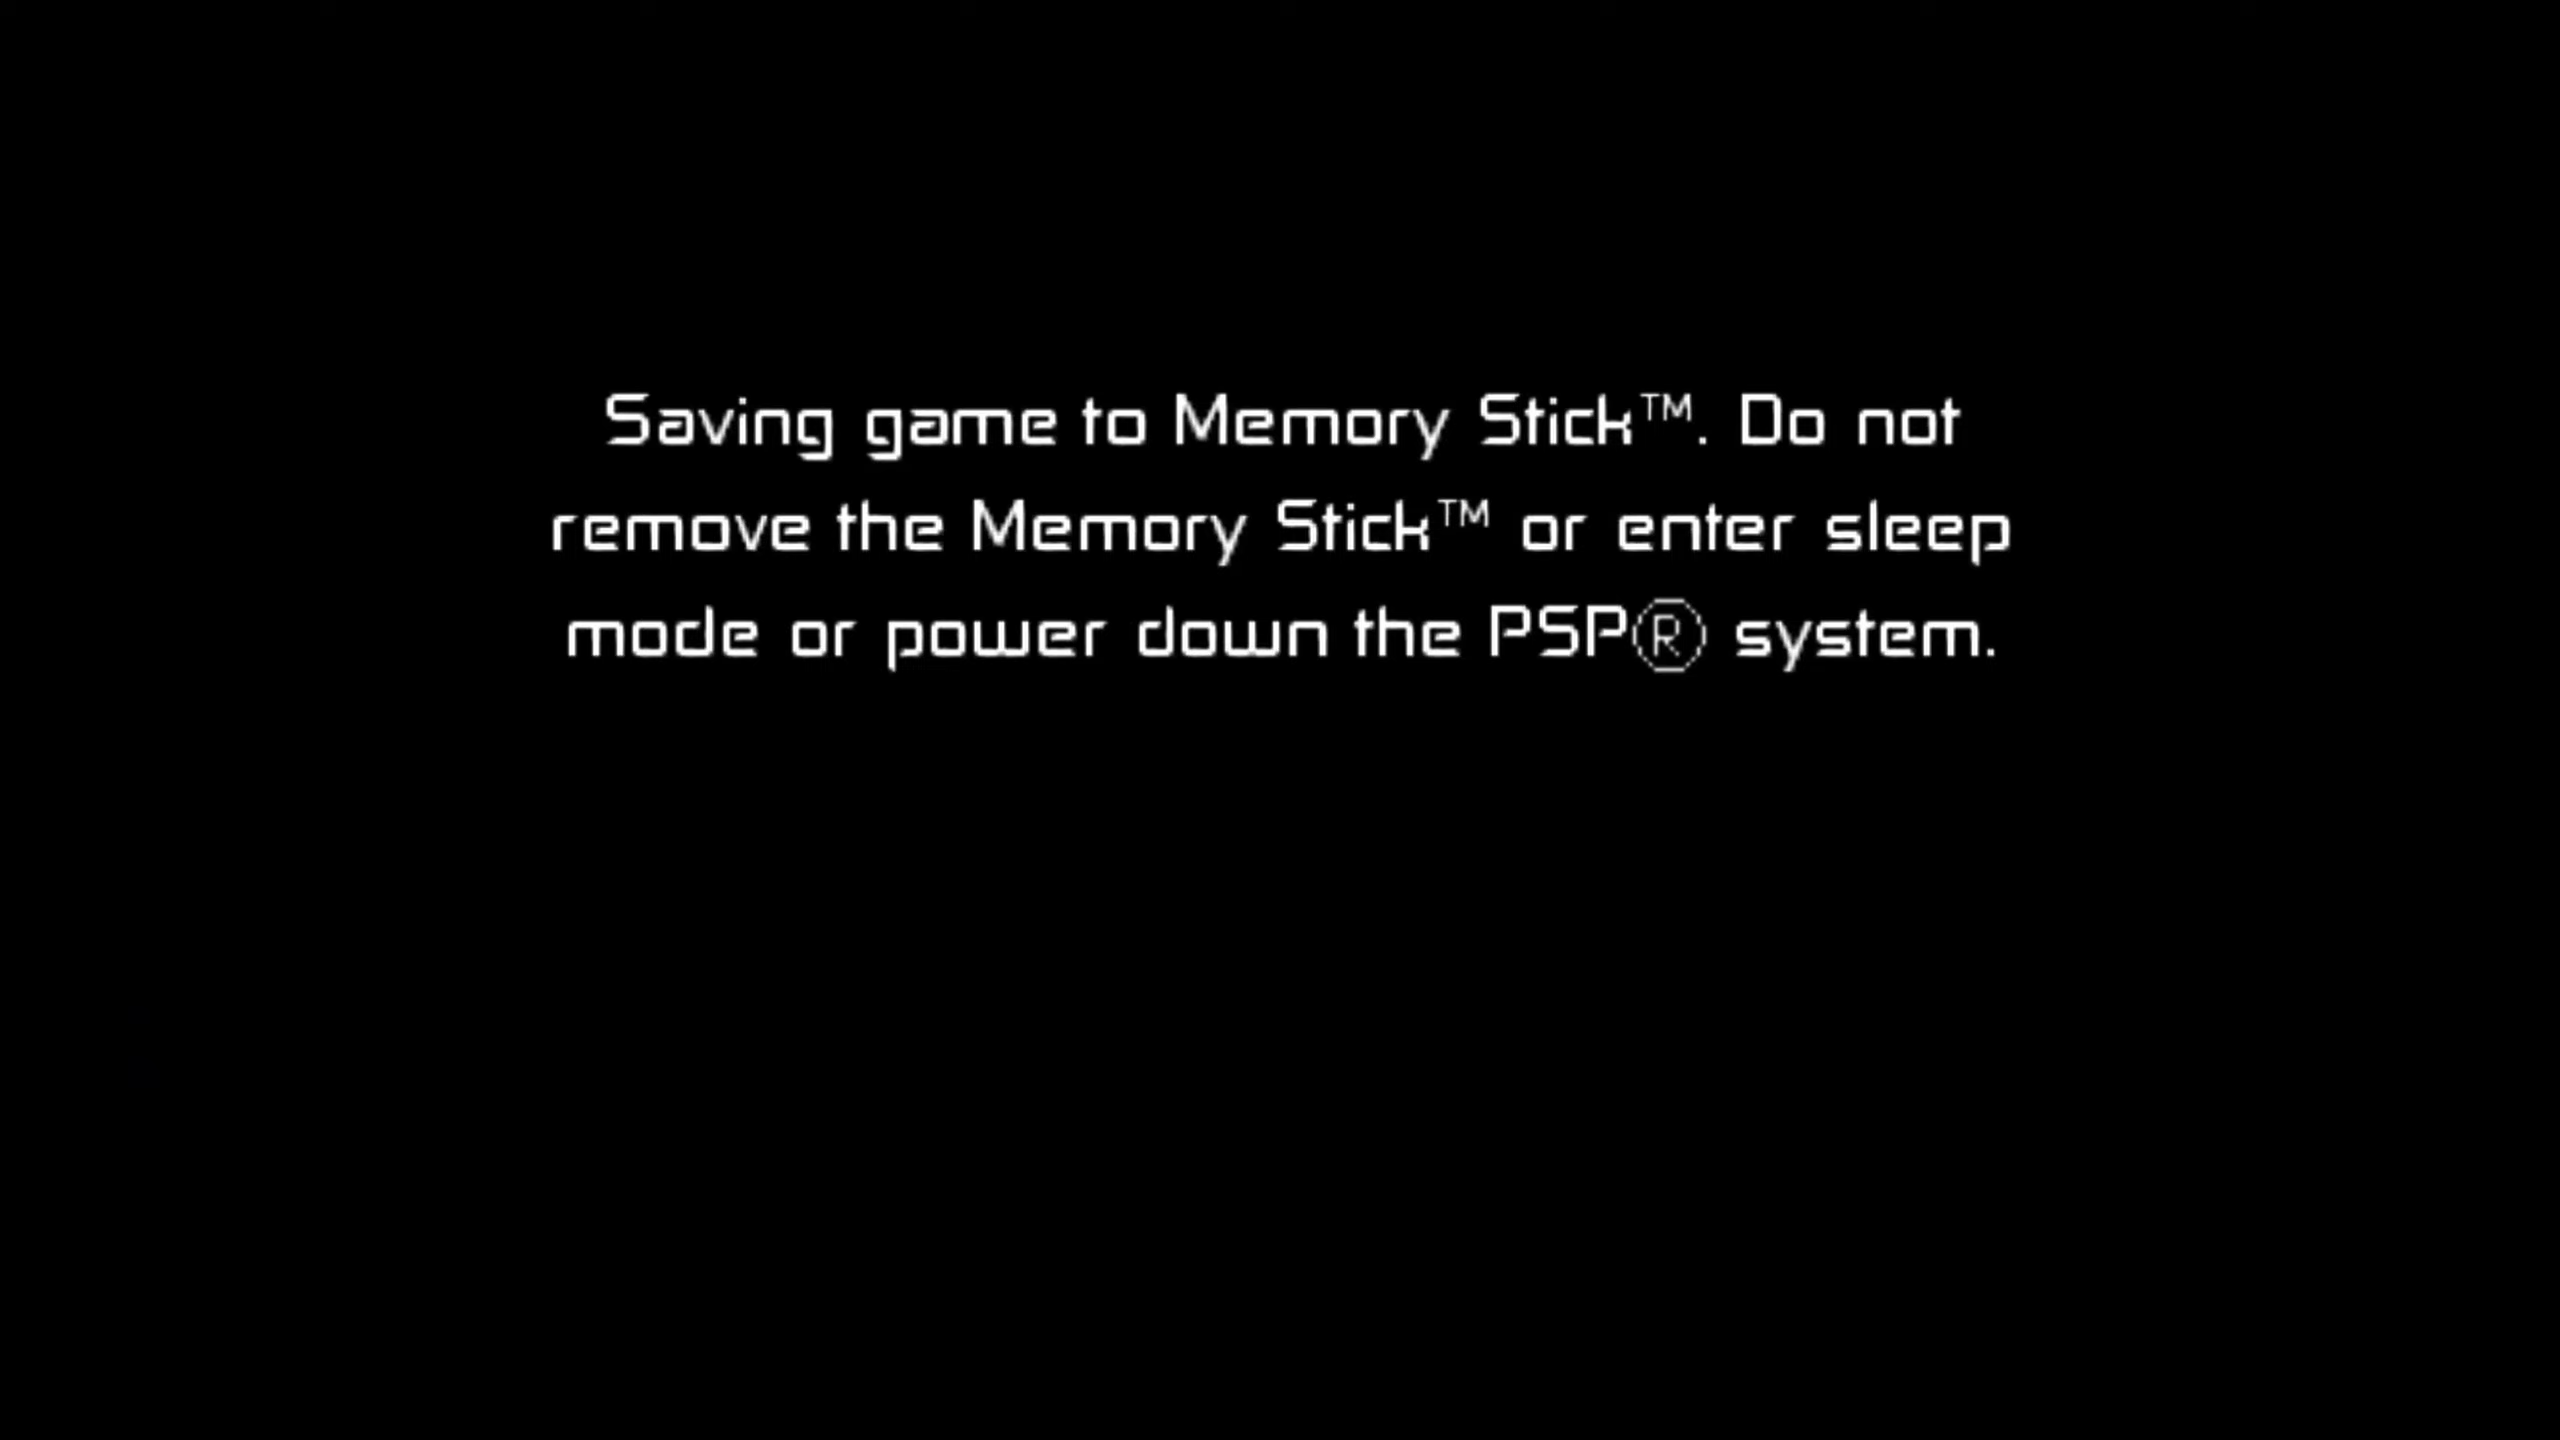 Saving game to Memory Stick™. Do not
remove the Memory Stick™ or enter sleep
mode or power down the PSP® system.